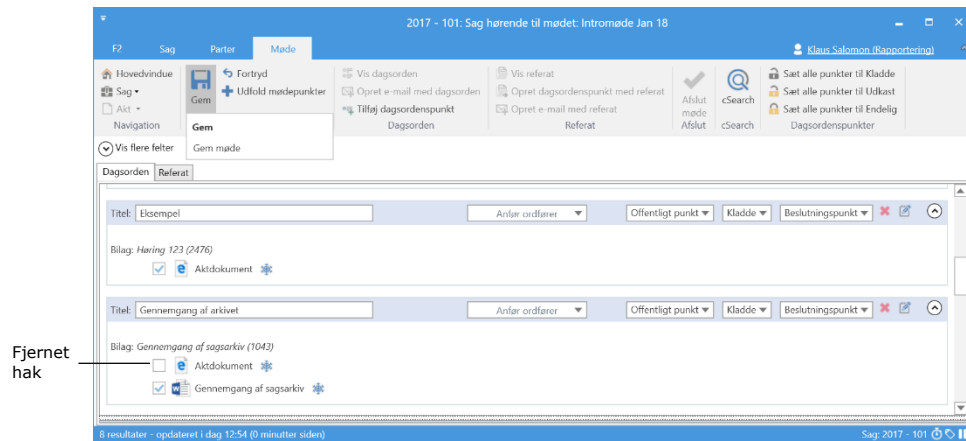 2017 - 101: Sag hørende til mødet: Intromøde Jan 18
F2 Sag Parter Møde Klaus Salomon (Rapportering)
Hovedvindue
Sag
Akt
Navigation
Gem
Fortryd
Udfold mødepunkter
Gem
Gem møde
Vis dagsorden
Opret e-mail med dagsorden
Tilføj dagsordenspunkt
Dagsorden
Vis referat
Opret dagsordenspunkt med referat
Opret e-mail med referat
Referat
Afslut
møde
Afslut
cSearch
cSearch
Sæt alle punkter til Kladde
Sæt alle punkter til Udkast
Sæt alle punkter til Endelig
Dagsordenspunkter
Vis flere felter
Dagsorden Referat
Titel: Eksempel Anfør ordfører Offentligt punkt Kladde Beslutningspunkt
Bilag: Høring 123 (2476)
Aktdokument
Titel: Gennemgang af arkivet Anfør ordfører Offentligt punkt Kladde Beslutningspunkt
Bilag: Gennemgang af sagsarkiv (1043)
Aktdokument
Gennemgang af sagsarkiv
Fjernet
hak
8 resultater - opdateret i dag 12:54 (0 minutter siden) Sag: 2017 - 101